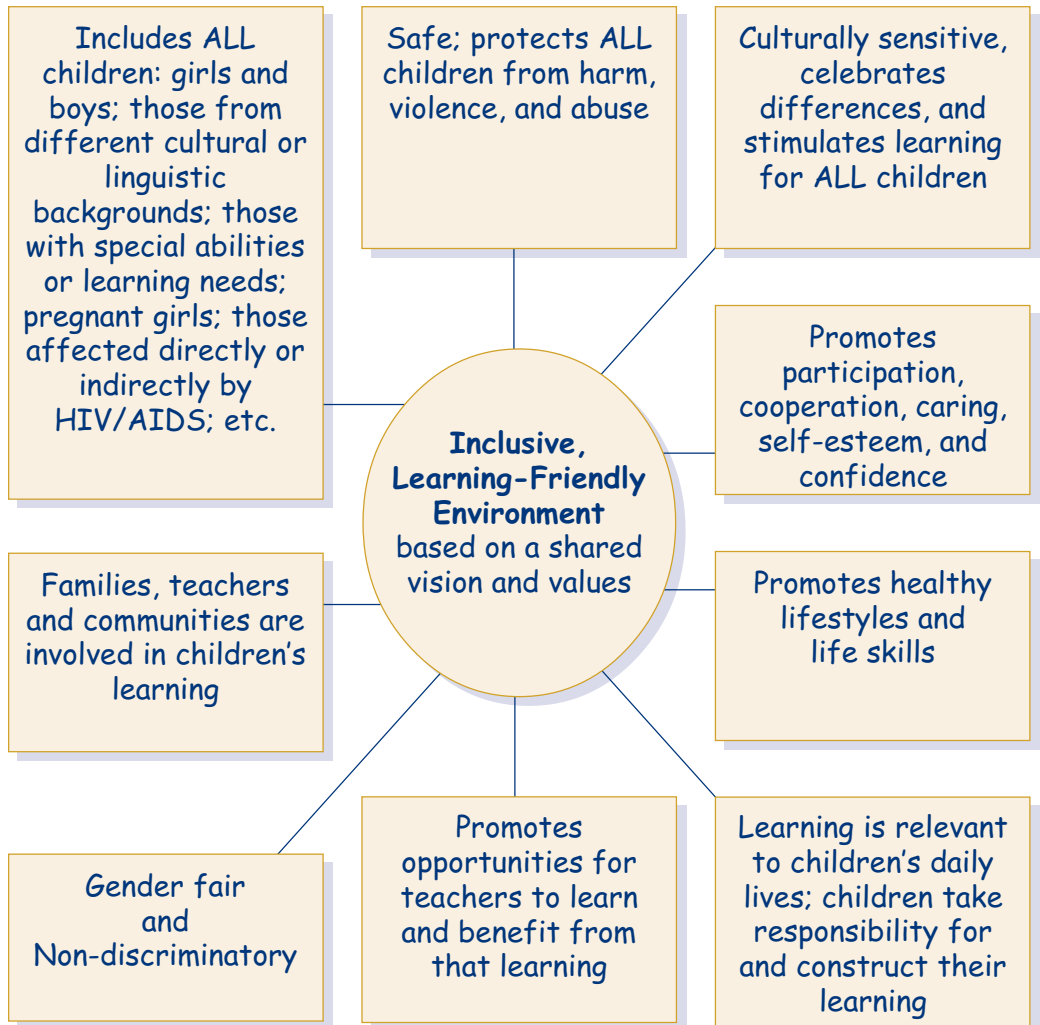 Includes ALL
children: girls and
boys; those from
different cultural or
linguistic
backgrounds; those
with special abilities
or learning needs;
pregnant girls; those
affected directly or
indirectly by
HIV/AIDS; etc.
Safe; protects ALL
children from harm,
violence, and abuse
Culturally sensitive,
celebrates
differences, and
stimulates learning
for ALL children
Promotes
participation,
cooperation, caring,
self-esteem, and
confidence
Inclusive,
Learning-Friendly
Environment
based on a shared
vision and values
Families, teachers
and communities are
involved in children's
learning
Promotes healthy
lifestyles and
life skills
Gender fair
and
Non-discriminatory
Promotes
opportunities for
teachers to learn
and benefit from
that learning
Learning is relevant
to children's daily
lives; children take
responsibility for
and construct their
learning